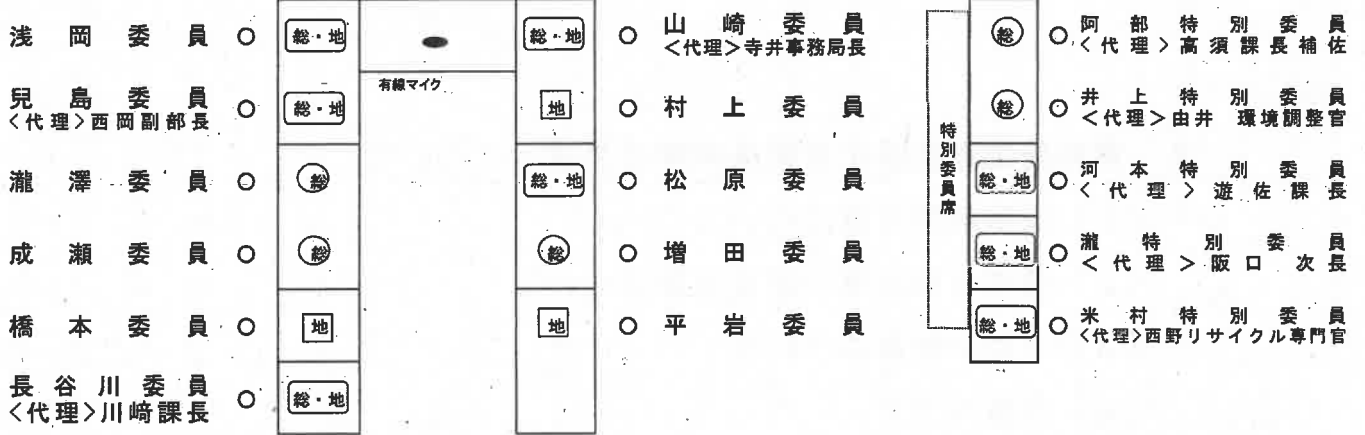 浅岡委員 ○ 総・地
兒島委員 ○ 総・地
<代理>西岡副部長
瀧澤委員 ○ 総
成瀬委員 ○ 総
橋本委員 ○ 地
長谷川委員 ○ 総・地
<代理>川﨑課長
有線マイク
総・地 ○ 山崎委員
<代理>寺井事務局長
地 ○ 村上委員
総・地 ○ 松原委員
総 ○ 増田委員
地 ○ 平岩委員
特別委員席
総 ○ 阿部特別委員
<代理>高須課長補佐
総 ○ 井上特別委員
<代理>由井 環境調整官
総・地 ○ 河本特別委員
<代理>遊佐課長
総・地 ○ 瀧特別委員
<代理>阪口 次長
総・地 ○ 米村特別委員
<代理>西野リサイクル専門官